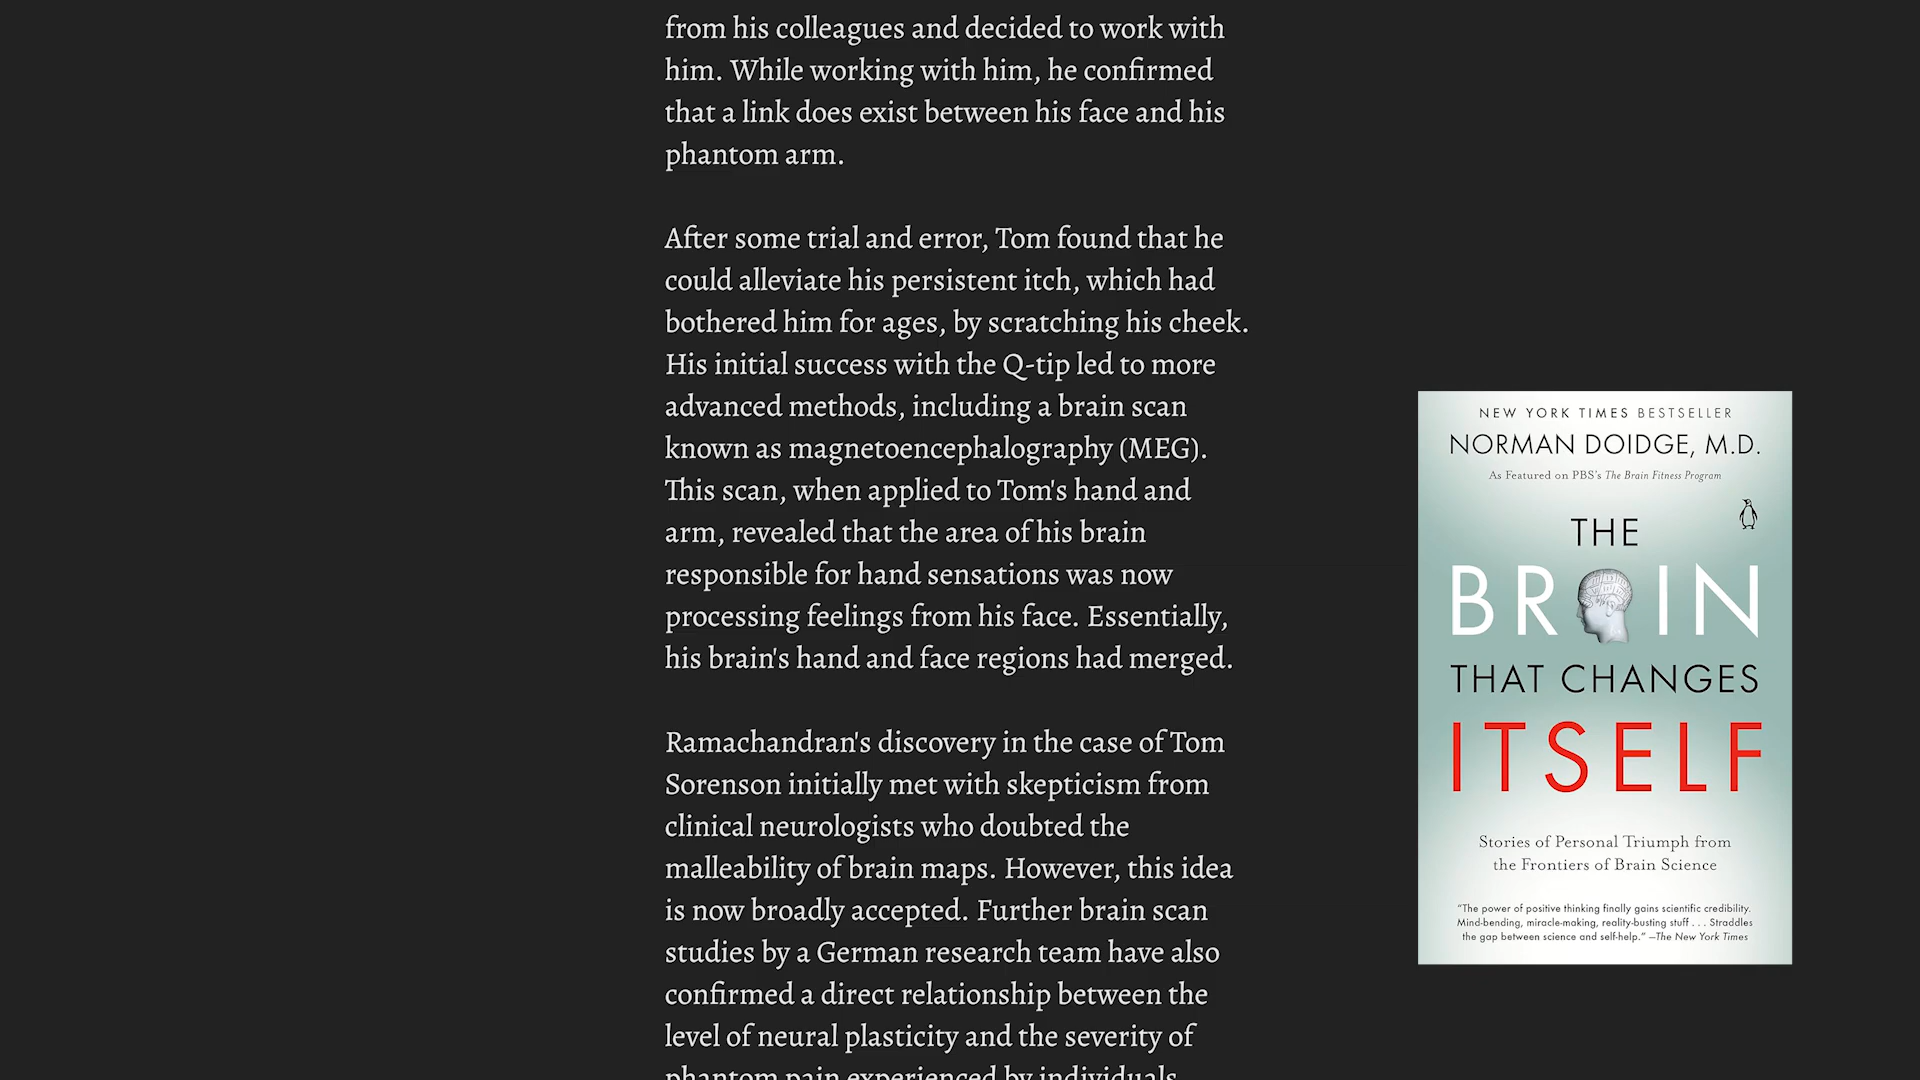 from his colleagues and decided to work with
him. While working with him, he confirmed
that a link does exist between his face and his
phantom arm.
After some trial and error, Tom found that he
could alleviate his persistent itch, which had
bothered him for ages, by scratching his cheek.
His initial success with the Q-tip led to more
advanced methods, including a brain scan
known as magnetoencephalography (MEG).
This scan, when applied to Tom's hand and
arm, revealed that the area of his brain
responsible for hand sensations was now
processing feelings from his face. Essentially,
his brain's hand and face regions had merged.
Ramachandran's discovery in the case of Tom
Sorenson initially met with skepticism from
clinical neurologists who doubted the
malleability of brain maps. However, this idea
is now broadly accepted. Further brain scan
studies by a German research team have also
confirmed a direct relationship between the
level of neural plasticity and the severity of
phantom pain experienced by individuals
NEW YORK TIMES BESTSELLER
NORMAN DOIDGE, M.D.
As Featured on PBS's The Brain Fitness Program
THE
BRAIN
THAT CHANGES
ITSELF
Stories of Personal Triumph from
the Frontiers of Brain Science
"The power of positive thinking finally gains scientific credibility.
Mind-bending, miracle-making, reality-busting stuff . . . Straddles
the gap between science and self-help." —The New York Times